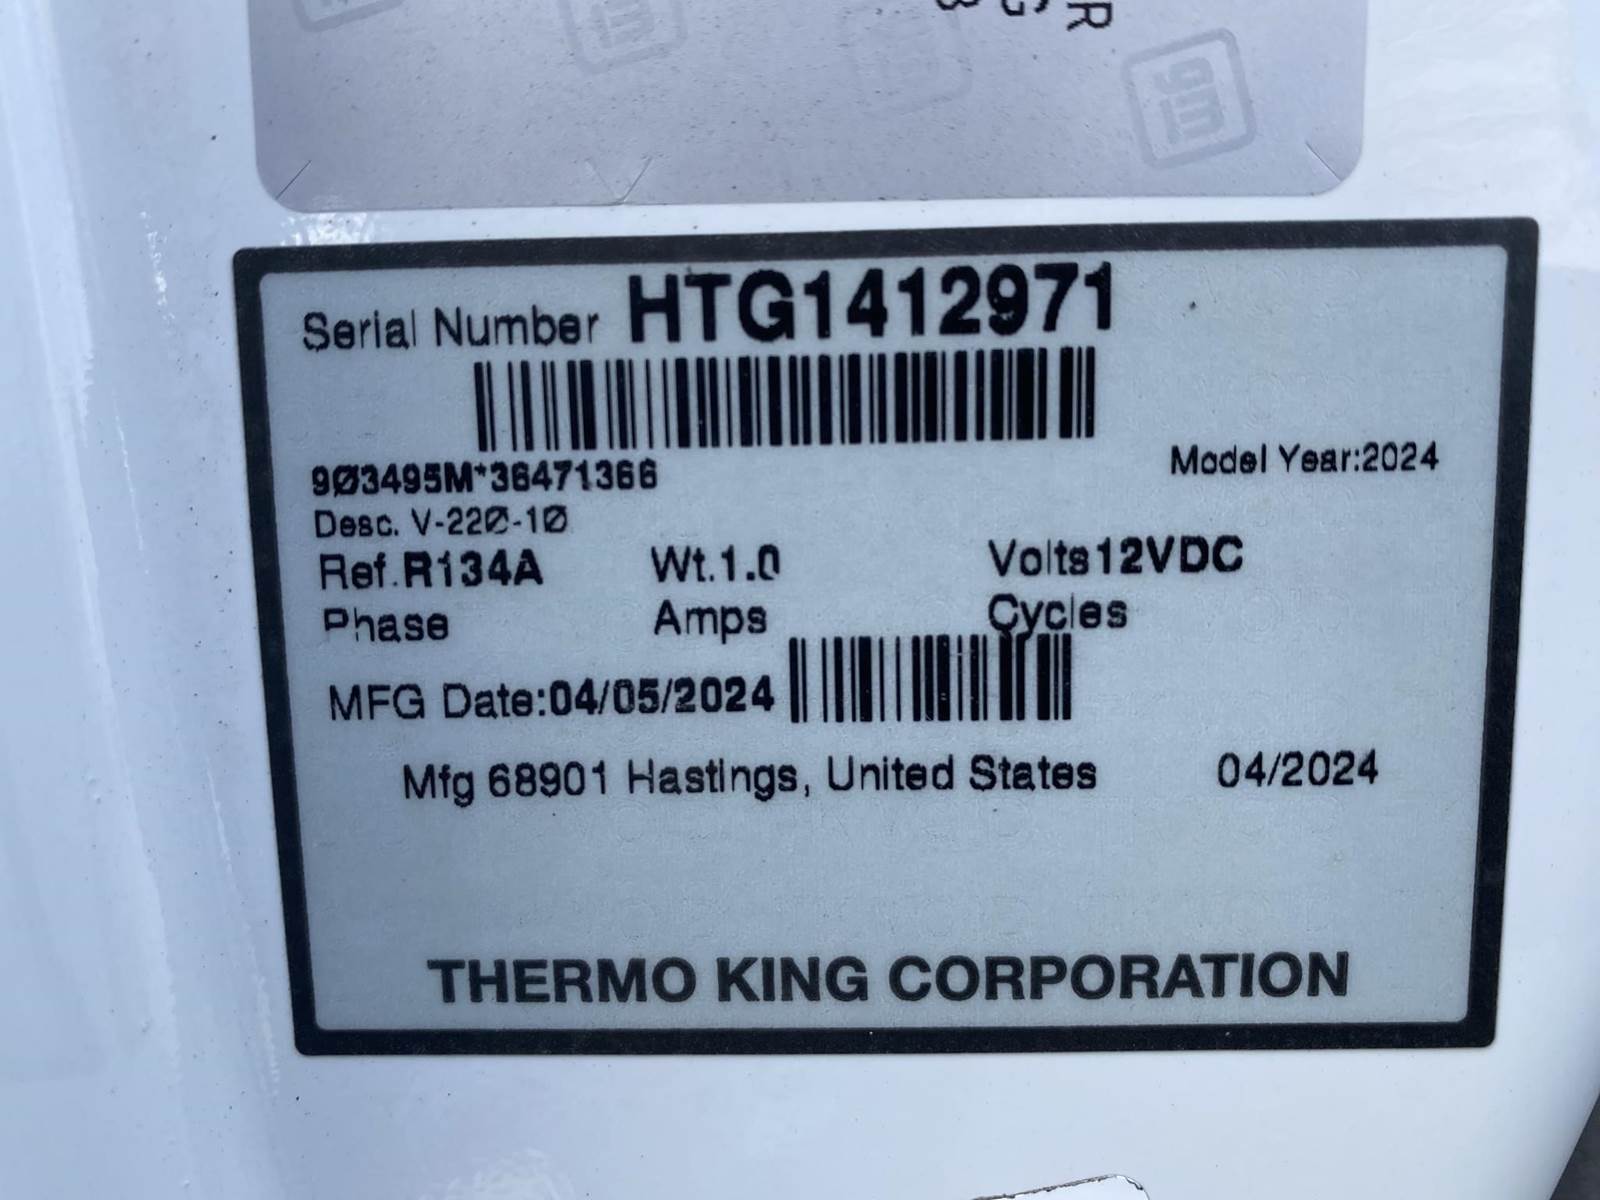 gm
Serial Number HTG1412971
9Ø3495M*36471366
Model Year:2024
Desc. V-22Ø-1Ø
Ref.R134A Wt.1.0 Volts12VDC
Phase Amps Cycles
MFG Date:04/05/2024
Mfg 68901 Hastings, United States 04/2024
THERMO KING CORPORATION